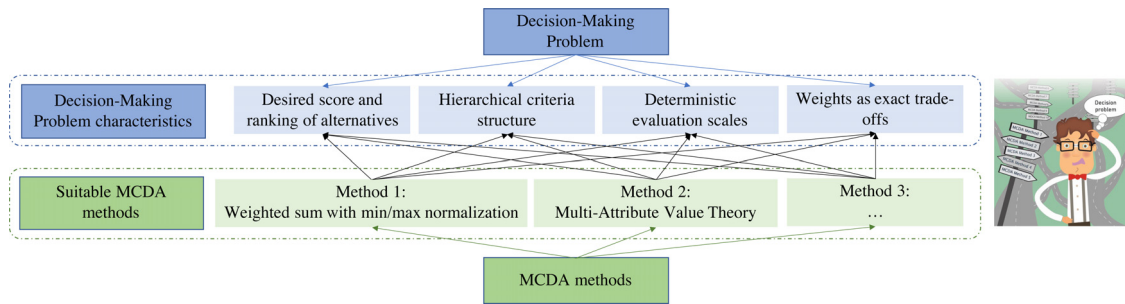 Decision-Making
Problem
Decision-Making
Problem characteristics
Desired score and
ranking of alternatives
Hierarchical criteria
structure
Deterministic
evaluation scales
Weights as exact trade-
offs
Suitable MCDA
methods
Method 1:
Weighted sum with min/max normalization
Method 2:
Multi-Attribute Value Theory
Method 3:
...
MCDA methods
Decision
problem